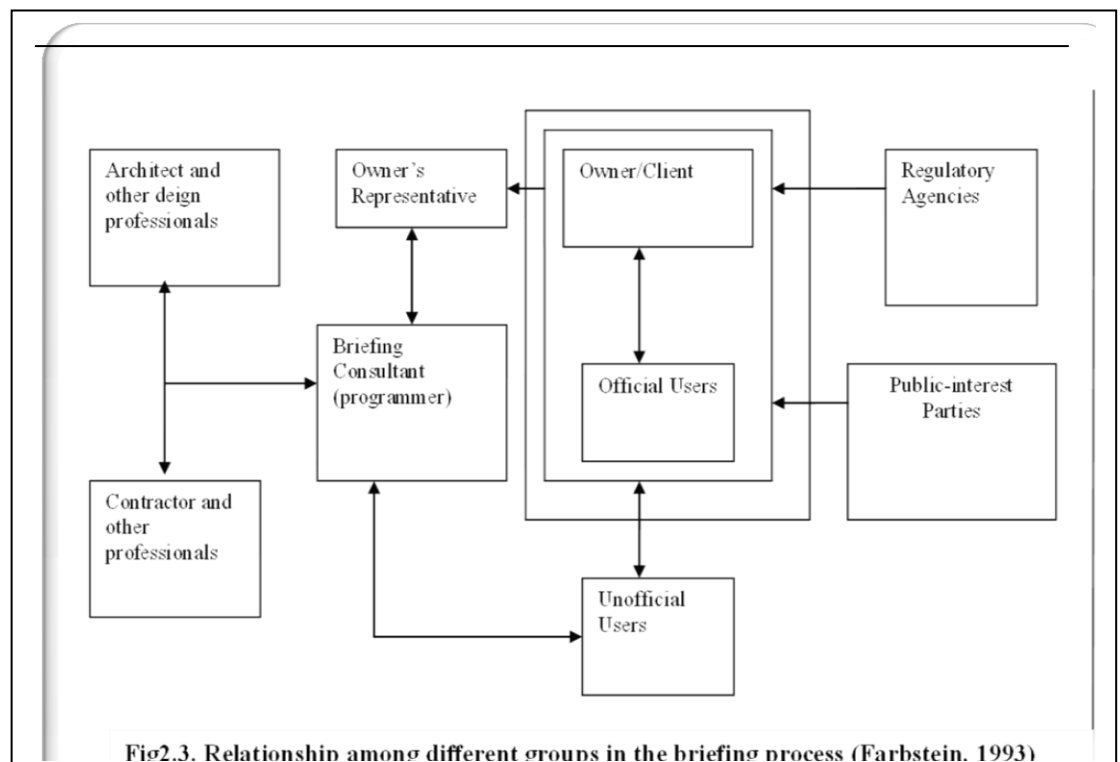 Architect and
other deign
professionals
Owner's
Representative
Owner/Client
Regulatory
Agencies
Briefing
Consultant
(programmer)
Official Users
Public-interest
Parties
Contractor and
other
professionals
Unofficial
Users
Fig2.3. Relationship among different groups in the briefing process (Farbstein, 1993)